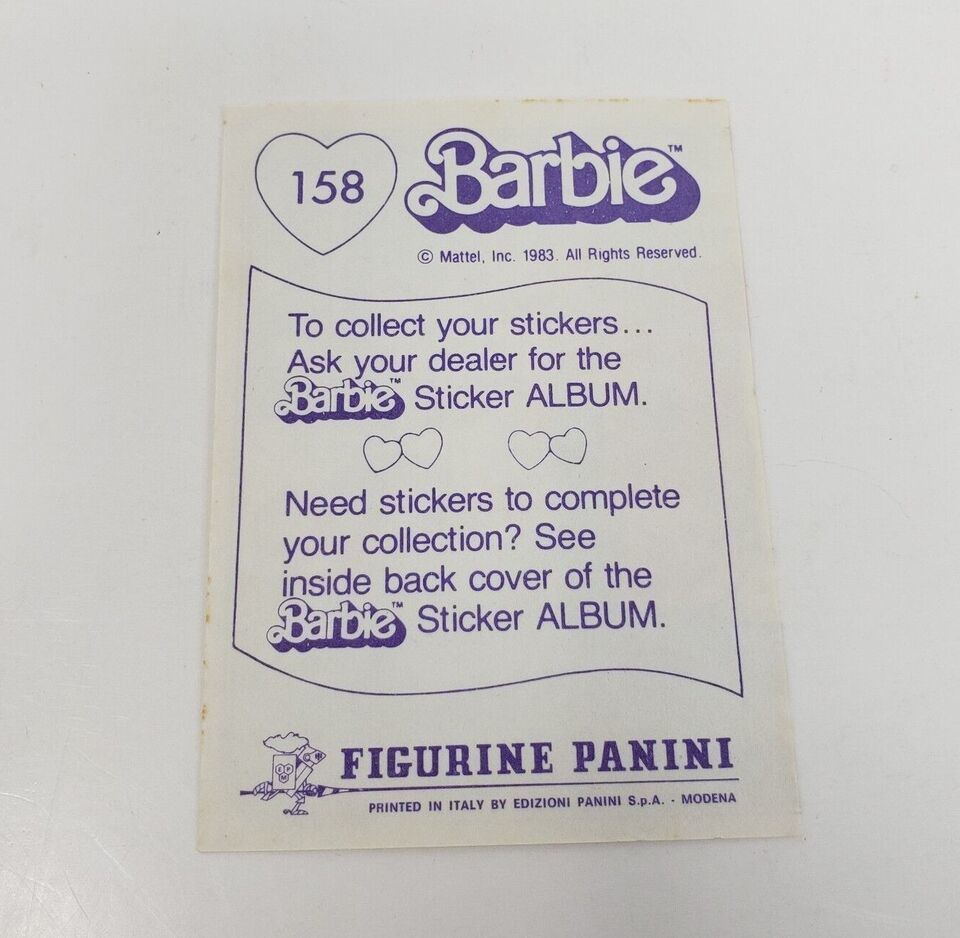 158
Barbie™
© Mattel, Inc. 1983. All Rights Reserved.
To collect your stickers...
Ask your dealer for the
Barbie™ Sticker ALBUM.
Need stickers to complete
your collection? See
inside back cover of the
Barbie™ Sticker ALBUM.
EPM
FIGURINE PANINI
PRINTED IN ITALY BY EDIZIONI PANINI S.p.A. - MODENA